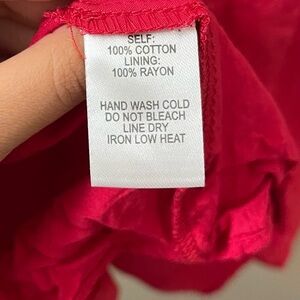 SELF:
100% COTTON
LINING:
100% RAYON
HAND WASH COLD
DO NOT BLEACH
LINE DRY
IRON LOW HEAT